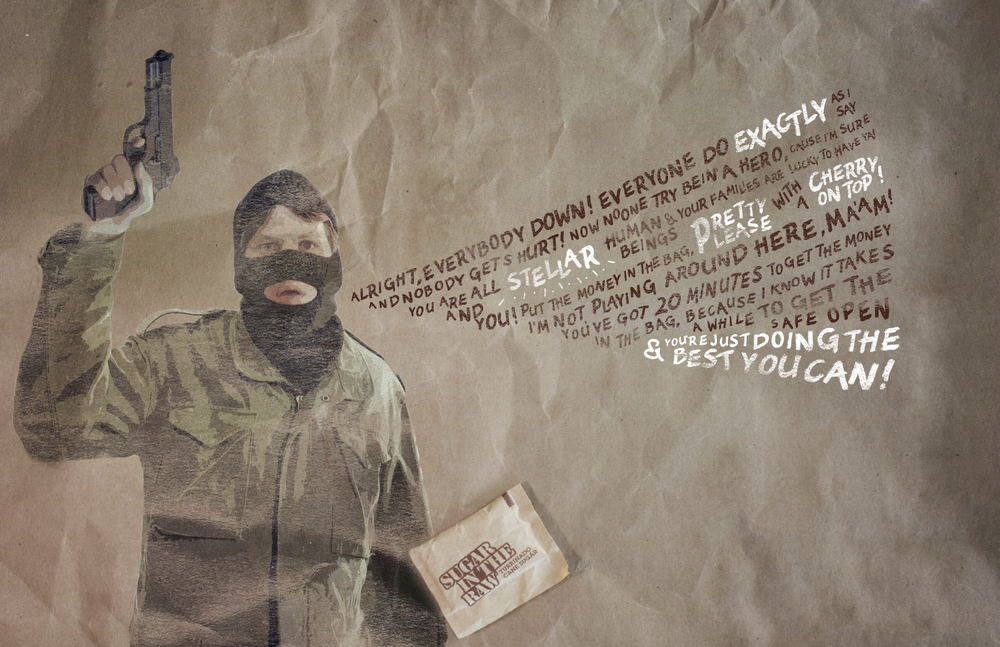 ALRIGHT, EVERYBODY DOWN! EVERYONE DO EXACTLY AS I SAY
AND NOBODY GETS HURT! NOW NOONE TRY BEIN' A HERO, CAUSE I'M SURE
YOU ARE ALL STELLAR HUMAN BEINGS & YOUR FAMILIES ARE LUCKY TO HAVE YA!
AND YOU! PUT THE MONEY IN THE BAG, PRETTY PLEASE WITH A CHERRY ON TOP!
I'M NOT PLAYING AROUND HERE, MA'AM!
YOU'VE GOT 20 MINUTES TO GET THE MONEY
IN THE BAG, BECAUSE I KNOW IT TAKES
A WHILE TO GET THE
SAFE OPEN
& YOU'RE JUST DOING THE
BEST YOU CAN!
SUGAR
IN THE
RAW
TURBINADO
CANE SUGAR